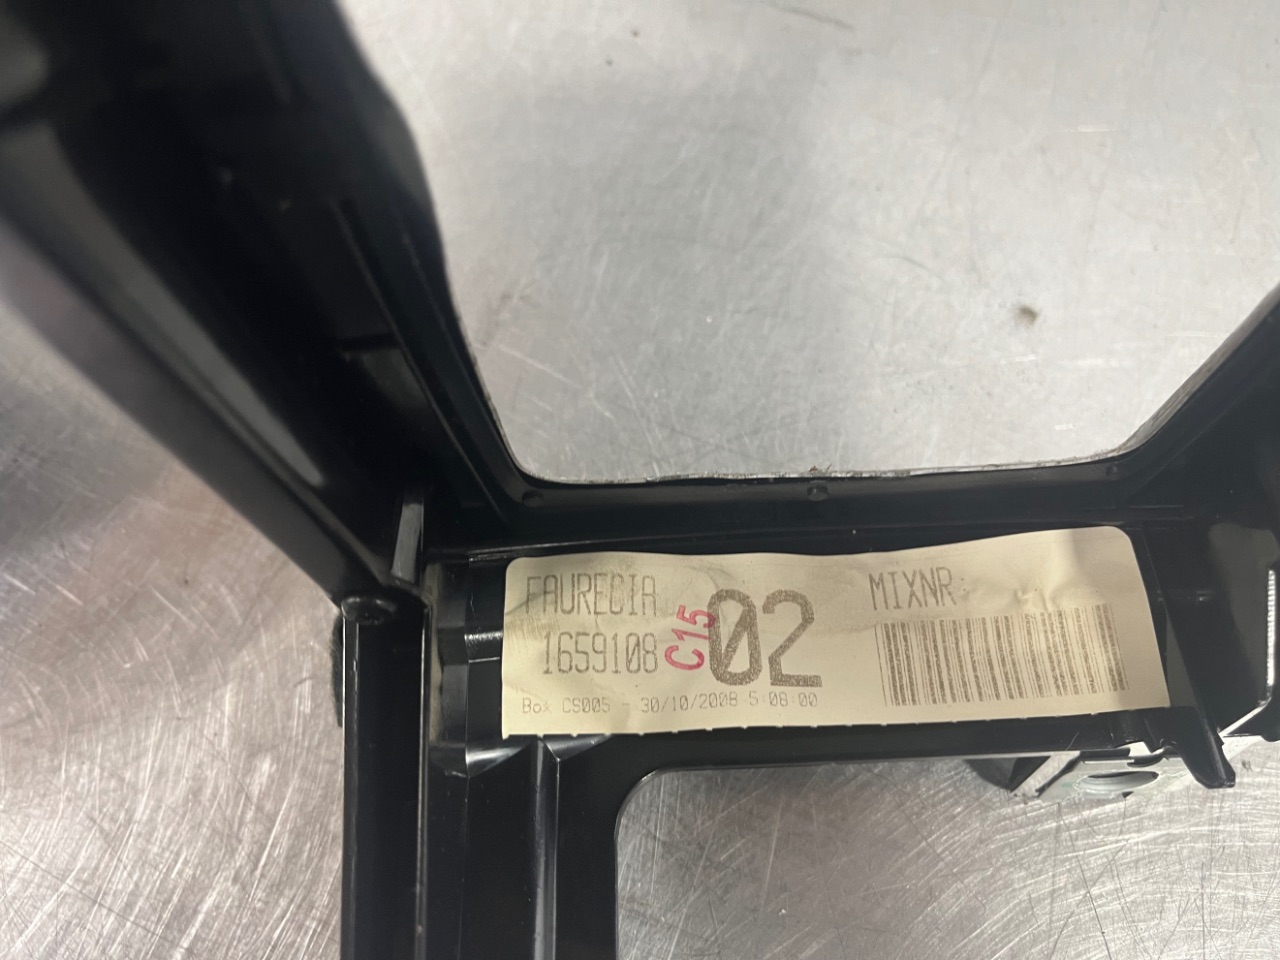 FAURECIA
MIXNR:
1659108
C15
02
Box CS005 - 30/10/2008 5:08:00